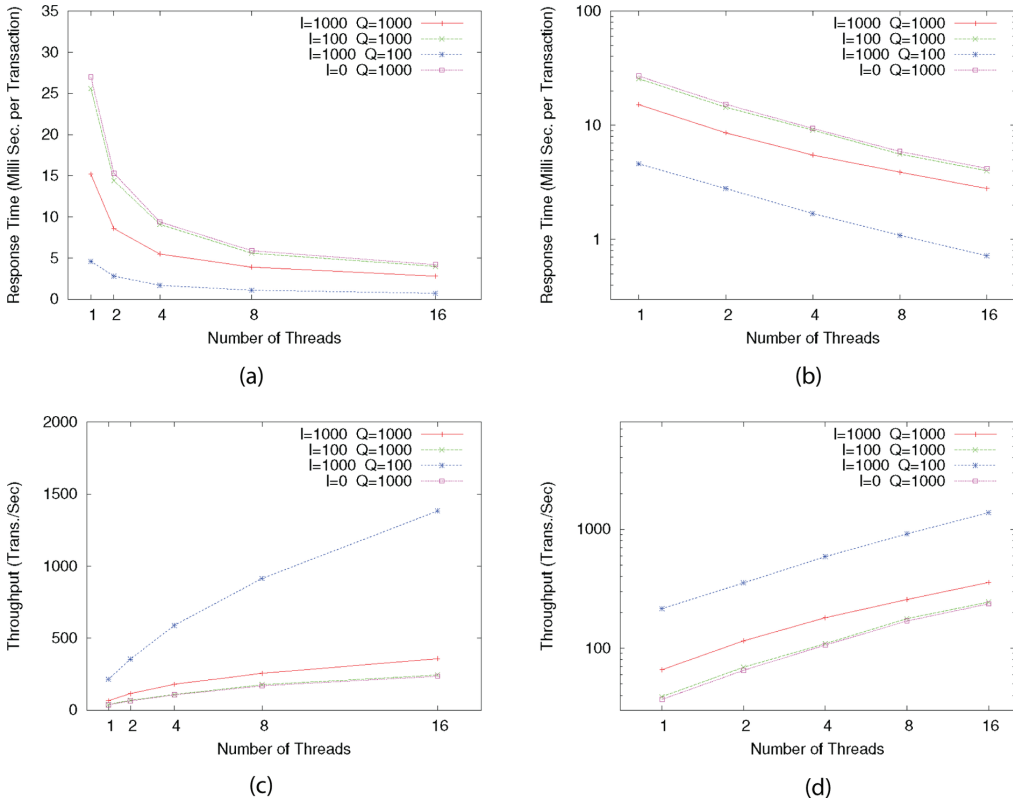 35
30
25
20
15
10
5
0
Response Time (Milli Sec. per Transaction)
I=1000 Q=1000
I=100 Q=1000
I=1000 Q=100
I=0 Q=1000
1 2 4 8 16
Number of Threads
(a)
100
10
1
Response Time (Milli Sec. per Transaction)
I=1000 Q=1000
I=100 Q=1000
I=1000 Q=100
I=0 Q=1000
1 2 4 8 16
Number of Threads
(b)
2000
1500
1000
500
0
Throughput (Trans./Sec)
I=1000 Q=1000
I=100 Q=1000
I=1000 Q=100
I=0 Q=1000
1 2 4 8 16
Number of Threads
(c)
1000
100
Throughput (Trans./Sec)
I=1000 Q=1000
I=100 Q=1000
I=1000 Q=100
I=0 Q=1000
1 2 4 8 16
Number of Threads
(d)